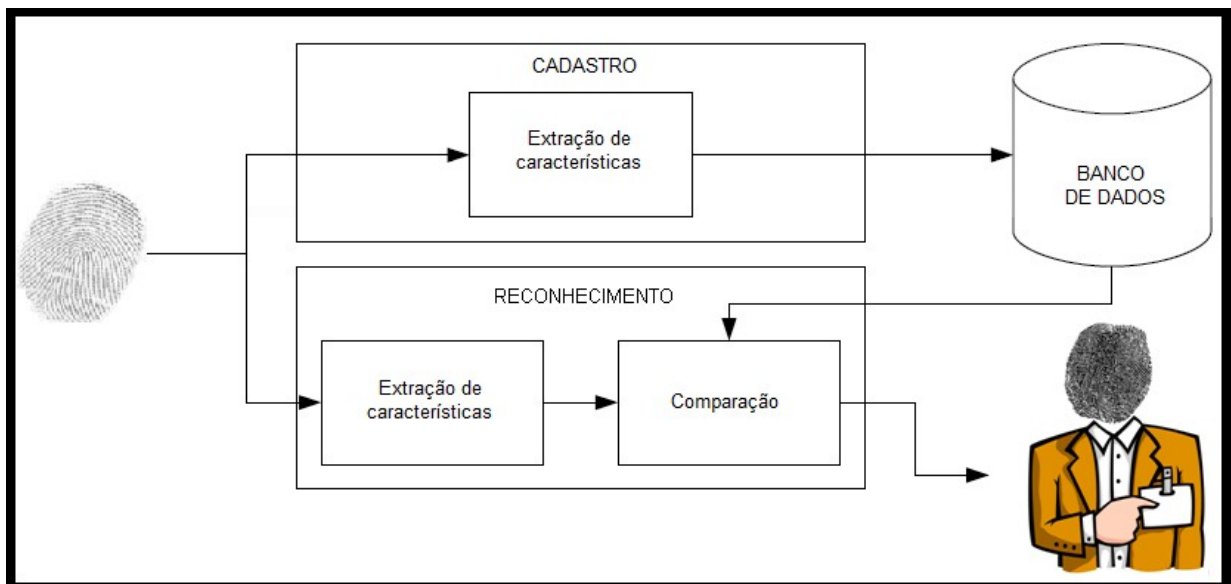 CADASTRO
Extração de
características
BANCO
DE DADOS
RECONHECIMENTO
Extração de
características
Comparação